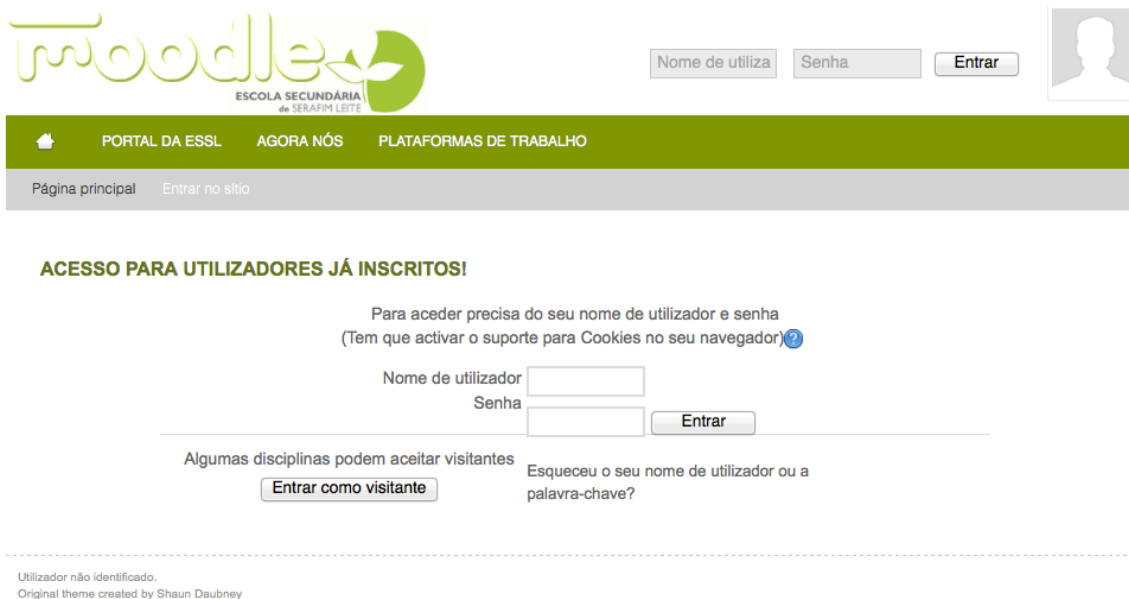 moodle
ESCOLA SECUNDÁRIA
de SERAFIM LEITE
Nome de utiliza
Senha
Entrar
PORTAL DA ESSL
AGORA NÓS
PLATAFORMAS DE TRABALHO
Página principal
Entrar no sítio
ACESSO PARA UTILIZADORES JÁ INSCRITOS!
Para aceder precisa do seu nome de utilizador e senha
(Tem que activar o suporte para Cookies no seu navegador)?
Nome de utilizador
Senha
Entrar
Algumas disciplinas podem aceitar visitantes
Entrar como visitante
Esqueceu o seu nome de utilizador ou a
palavra-chave?
Utilizador não identificado.
Original theme created by Shaun Daubney